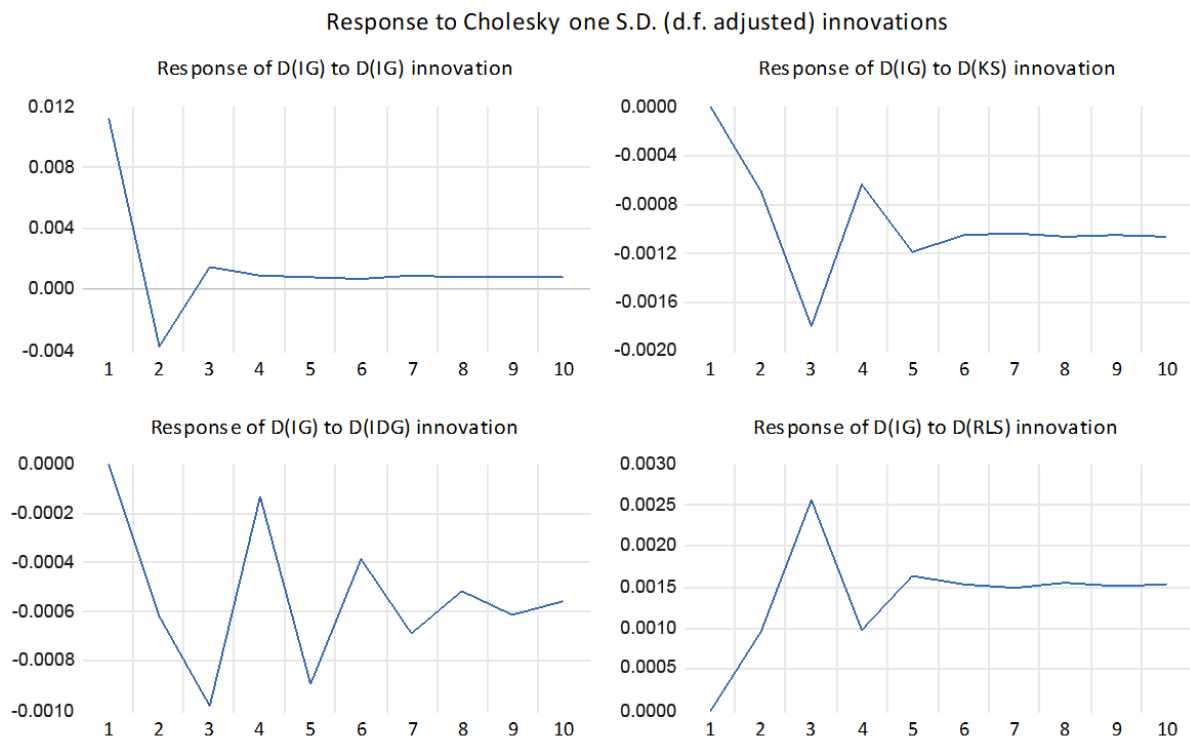 Response to Cholesky one S.D. (d.f. adjusted) innovations
Response of D(IG) to D(IG) innovation
0.012
0.008
0.004
0.000
-0.004
1 2 3 4 5 6 7 8 9 10
Response of D(IG) to D(KS) innovation
0.0000
-0.0004
-0.0008
-0.0012
-0.0016
-0.0020
1 2 3 4 5 6 7 8 9 10
Response of D(IG) to D(IDG) innovation
0.0000
-0.0002
-0.0004
-0.0006
-0.0008
-0.0010
1 2 3 4 5 6 7 8 9 10
Response of D(IG) to D(RLS) innovation
0.0030
0.0025
0.0020
0.0015
0.0010
0.0005
0.0000
1 2 3 4 5 6 7 8 9 10